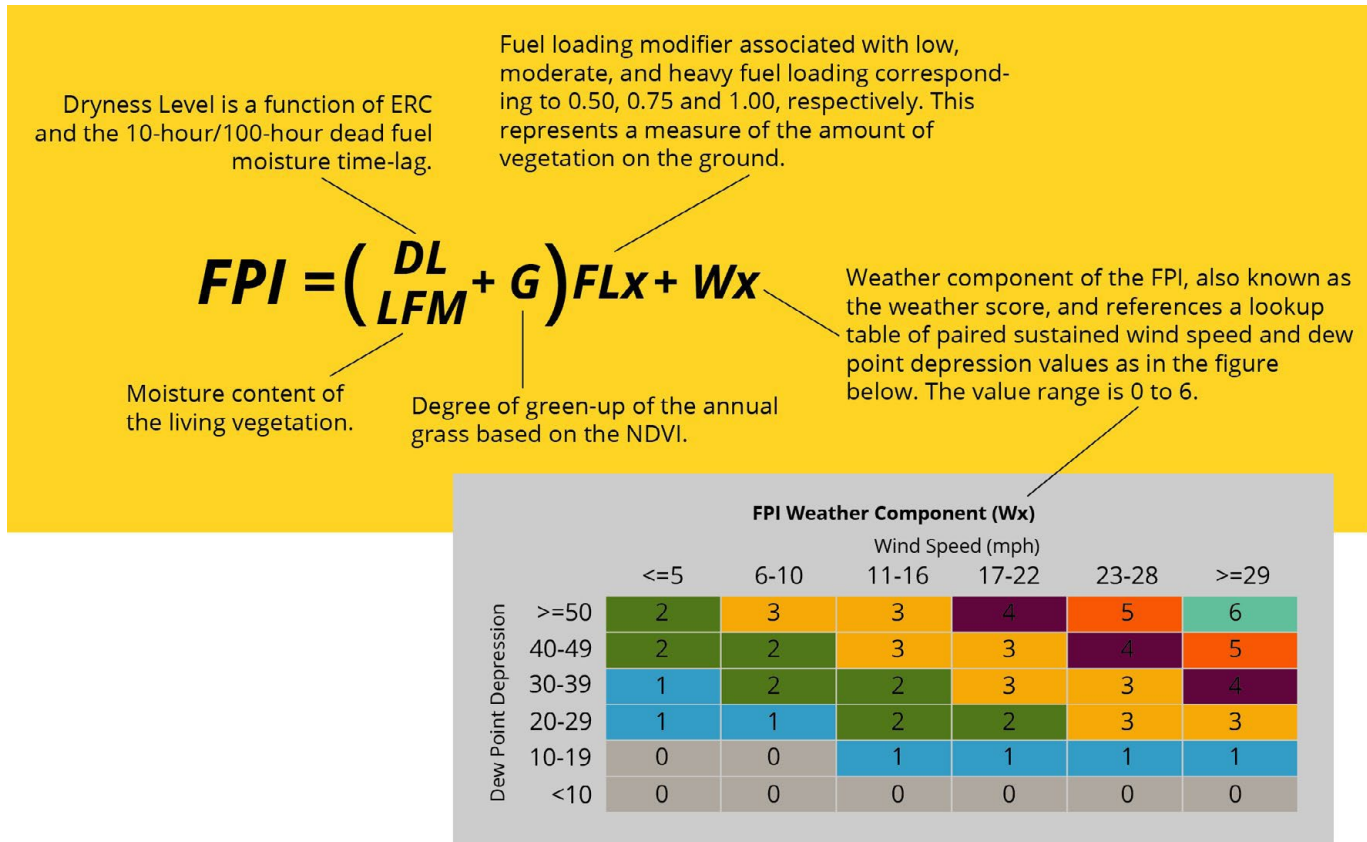 Fuel loading modifier associated with low,
moderate, and heavy fuel loading correspond-
ing to 0.50, 0.75 and 1.00, respectively. This
represents a measure of the amount of
vegetation on the ground.
Dryness Level is a function of ERC
and the 10-hour/100-hour dead fuel
moisture time-lag.
FPI = ( DL
LFM + G ) FLx + Wx
Weather component of the FPI, also known as
the weather score, and references a lookup
table of paired sustained wind speed and dew
point depression values as in the figure
below. The value range is 0 to 6.
Moisture content of
the living vegetation.
Degree of green-up of the annual
grass based on the NDVI.
FPI Weather Component (Wx)
Wind Speed (mph)
<=5 6-10 11-16 17-22 23-28 >=29
Dew Point Depression
>=50 2 3 3 4 5 6
40-49 2 2 3 3 4 5
30-39 1 2 2 3 3 4
20-29 1 1 2 2 3 3
10-19 0 0 1 1 1 1
<10 0 0 0 0 0 0